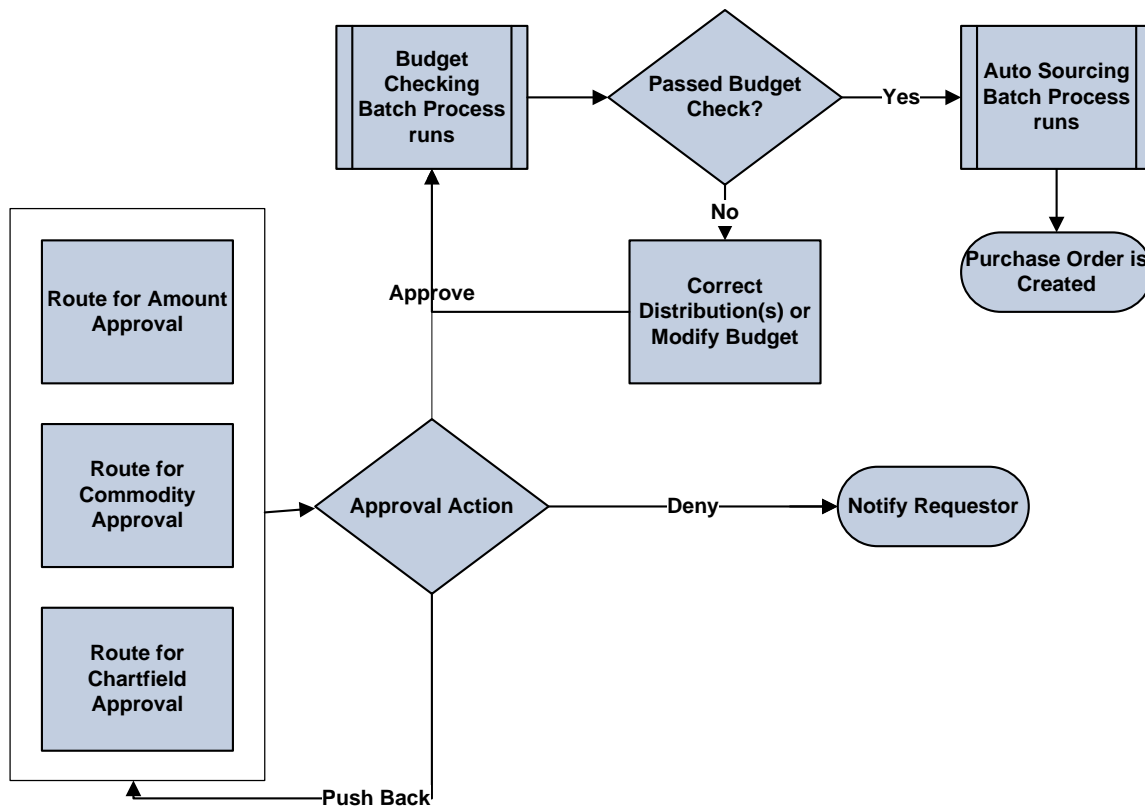 Budget
Checking
Batch Process
runs
Passed Budget
Check?
Yes
Auto Sourcing
Batch Process
runs
No
Purchase Order is
Created
Route for Amount
Approval
Approve
Correct
Distribution(s) or
Modify Budget
Route for
Commodity
Approval
Approval Action
Deny
Notify Requestor
Route for
Chartfield
Approval
Push Back